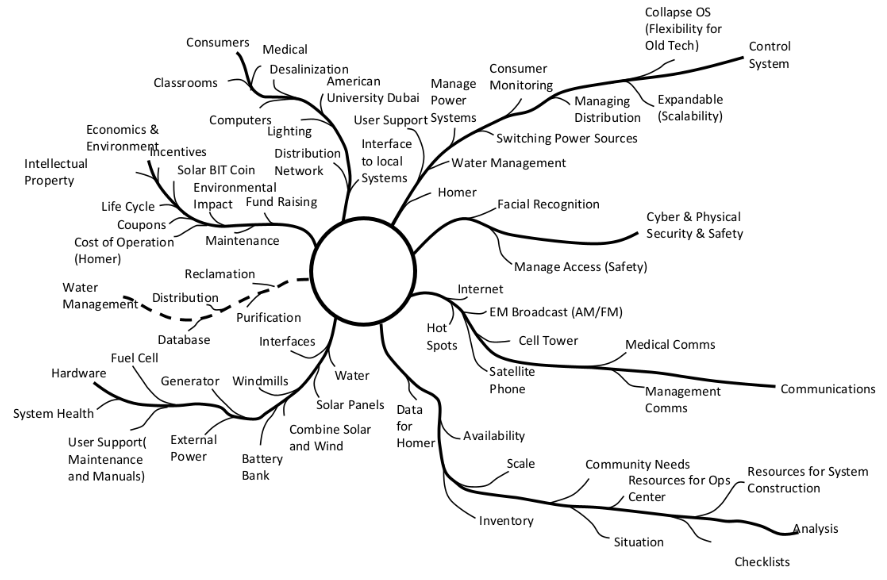 Collapse OS
(Flexibility for
Old Tech)
Control
System
Consumer
Monitoring
Manage
Power
Systems
Managing
Distribution
Expandable
(Scalability)
User Support
Switching Power Sources
Interface
to local
Systems
Water Management
Homer
Consumers
Medical
Desalinization
Classrooms
American
University Dubai
Computers
Lighting
Distribution
Network
Economics &
Environment
Incentives
Intellectual
Property
Solar BIT Coin
Environmental
Impact
Fund Raising
Life Cycle
Coupons
Cost of Operation
(Homer)
Maintenance
Facial Recognition
Cyber & Physical
Security & Safety
Manage Access (Safety)
Reclamation
Water
Management
Distribution
Purification
Database
Internet
EM Broadcast (AM/FM)
Hot
Spots
Cell Tower
Satellite
Phone
Medical Comms
Management
Comms
Communications
Interfaces
Fuel Cell
Hardware
Generator
Windmills
Water
System Health
Solar Panels
User Support(
Maintenance
and Manuals)
External
Power
Battery
Bank
Combine Solar
and Wind
Data
for
Homer
Availability
Scale
Inventory
Community Needs
Resources for Ops
Center
Resources for System
Construction
Situation
Analysis
Checklists